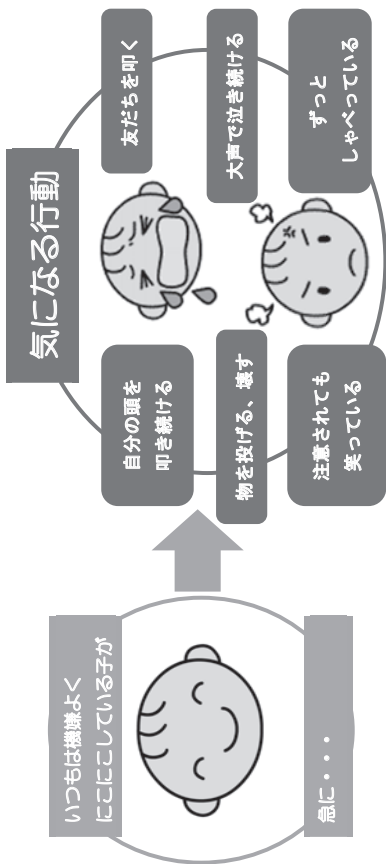 いつもは機嫌よく
にこにこしている子が
急に・・・
気になる行動
自分の頭を
叩き続ける
友だちを叩く
物を投げる、壊す
大声で泣き続ける
注意されても
笑っている
ずっと
しゃべっている